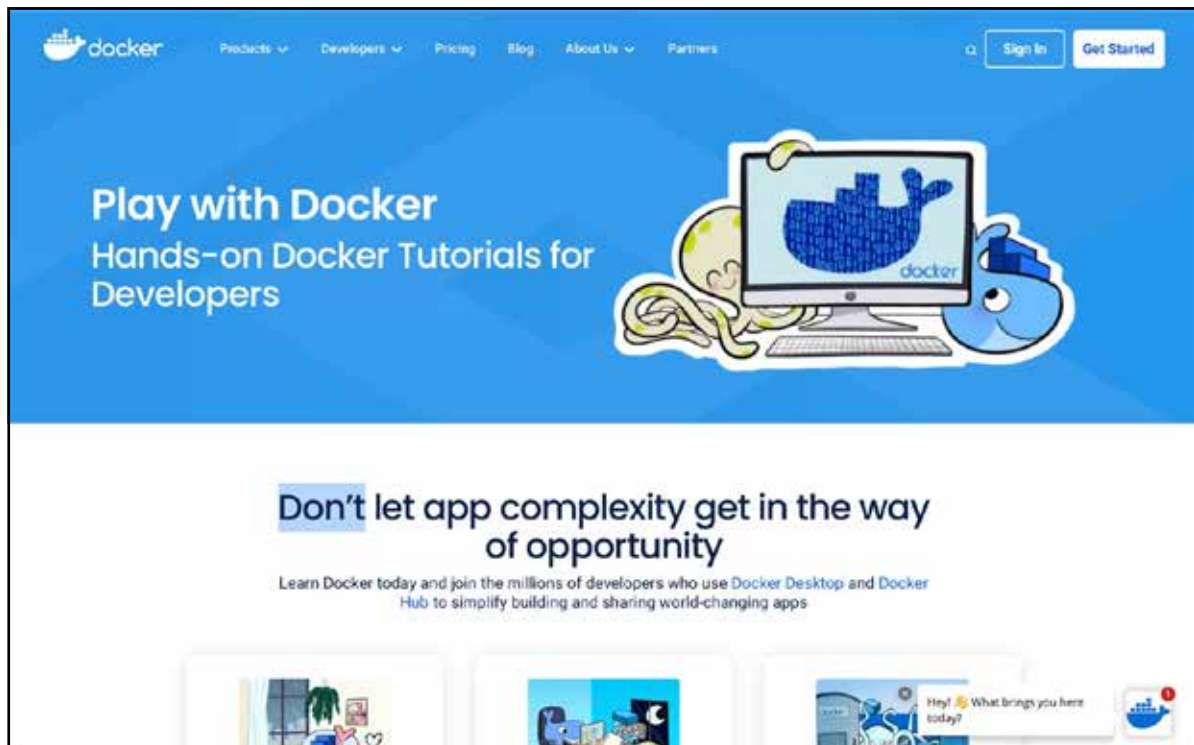 docker
Products
Developers
Pricing
Blog
About Us
Partners
Sign In
Get Started
Play with Docker
Hands-on Docker Tutorials for
Developers
docker
Don't let app complexity get in the way
of opportunity
Learn Docker today and join the millions of developers who use Docker Desktop and Docker
Hub to simplify building and sharing world-changing apps
Hey! 👋 What brings you here
today?
1